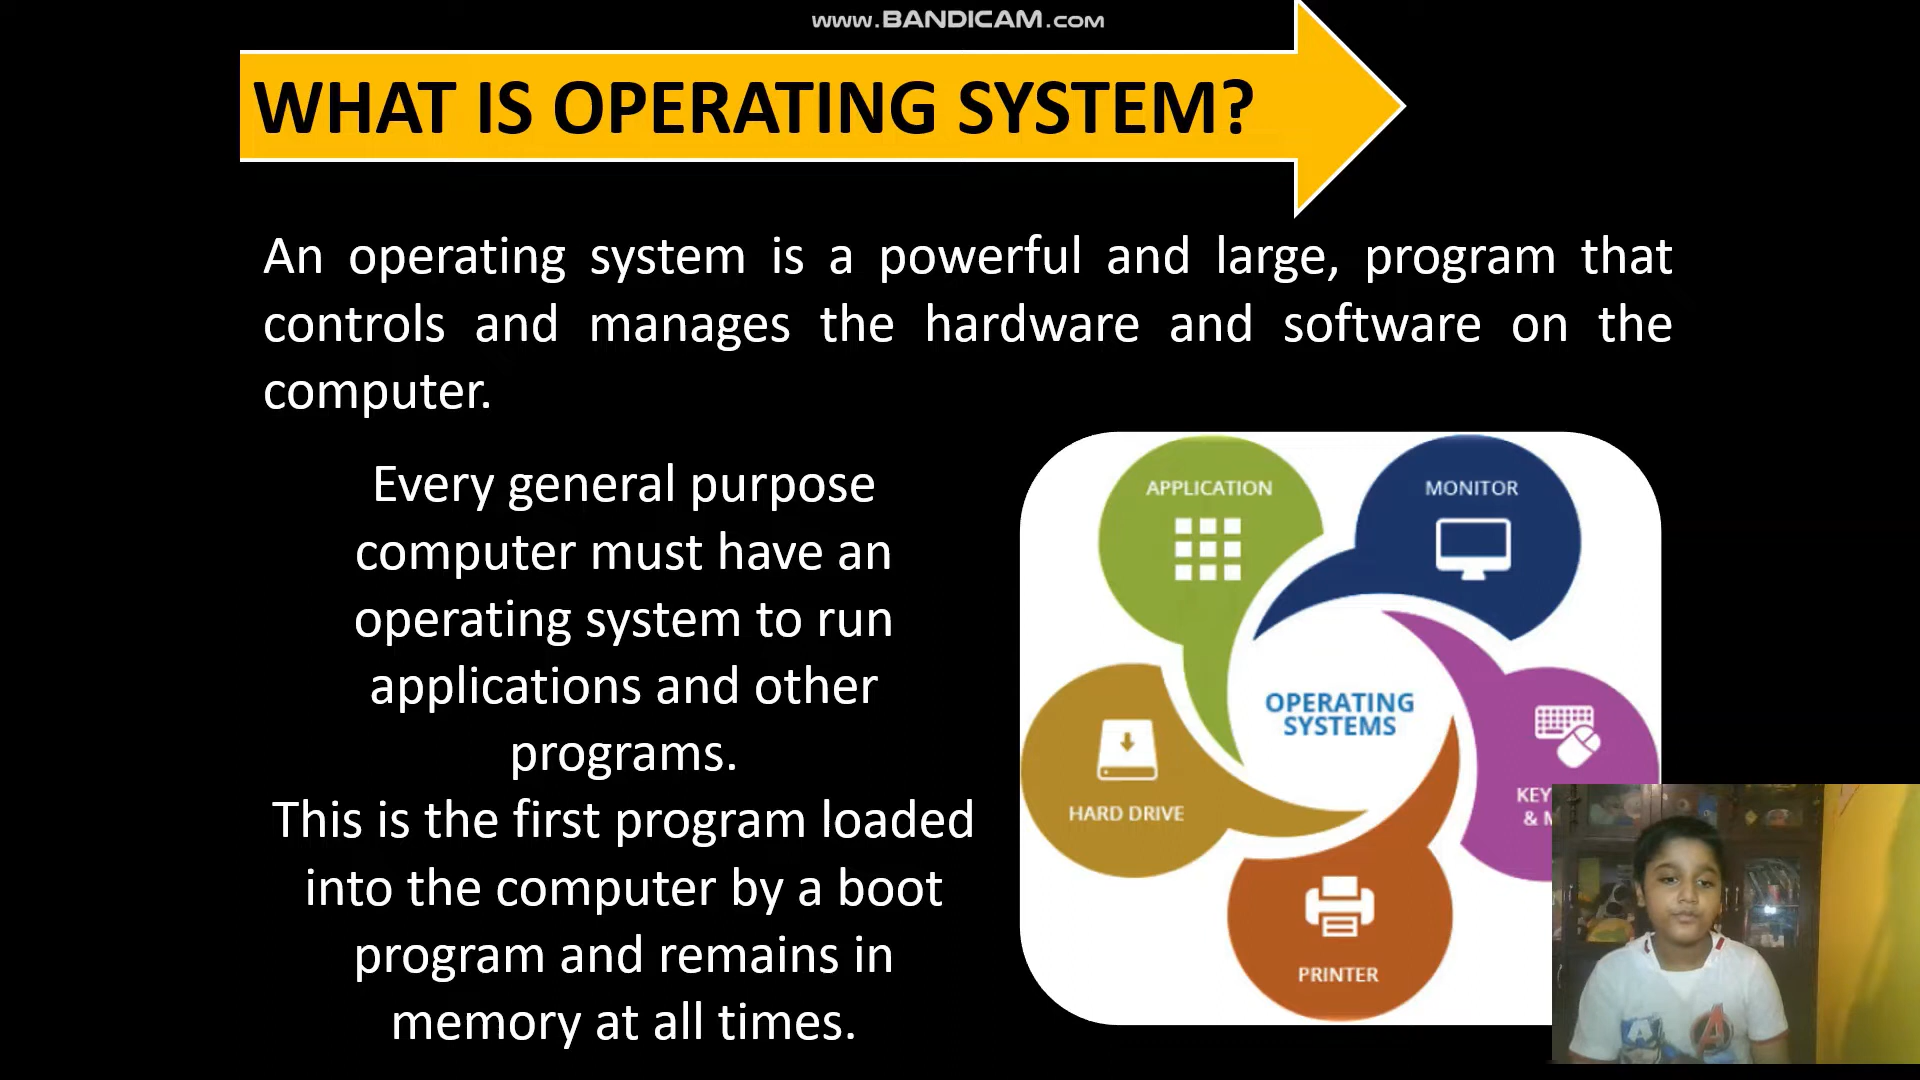 www.BANDICAM.com
WHAT IS OPERATING SYSTEM?
An operating system is a powerful and large, program that
controls and manages the hardware and software on the
computer.
Every general purpose
computer must have an
operating system to run
applications and other
programs.
This is the first program loaded
into the computer by a boot
program and remains in
memory at all times.
APPLICATION
MONITOR
OPERATING
SYSTEMS
HARD DRIVE
KEY
& M
PRINTER